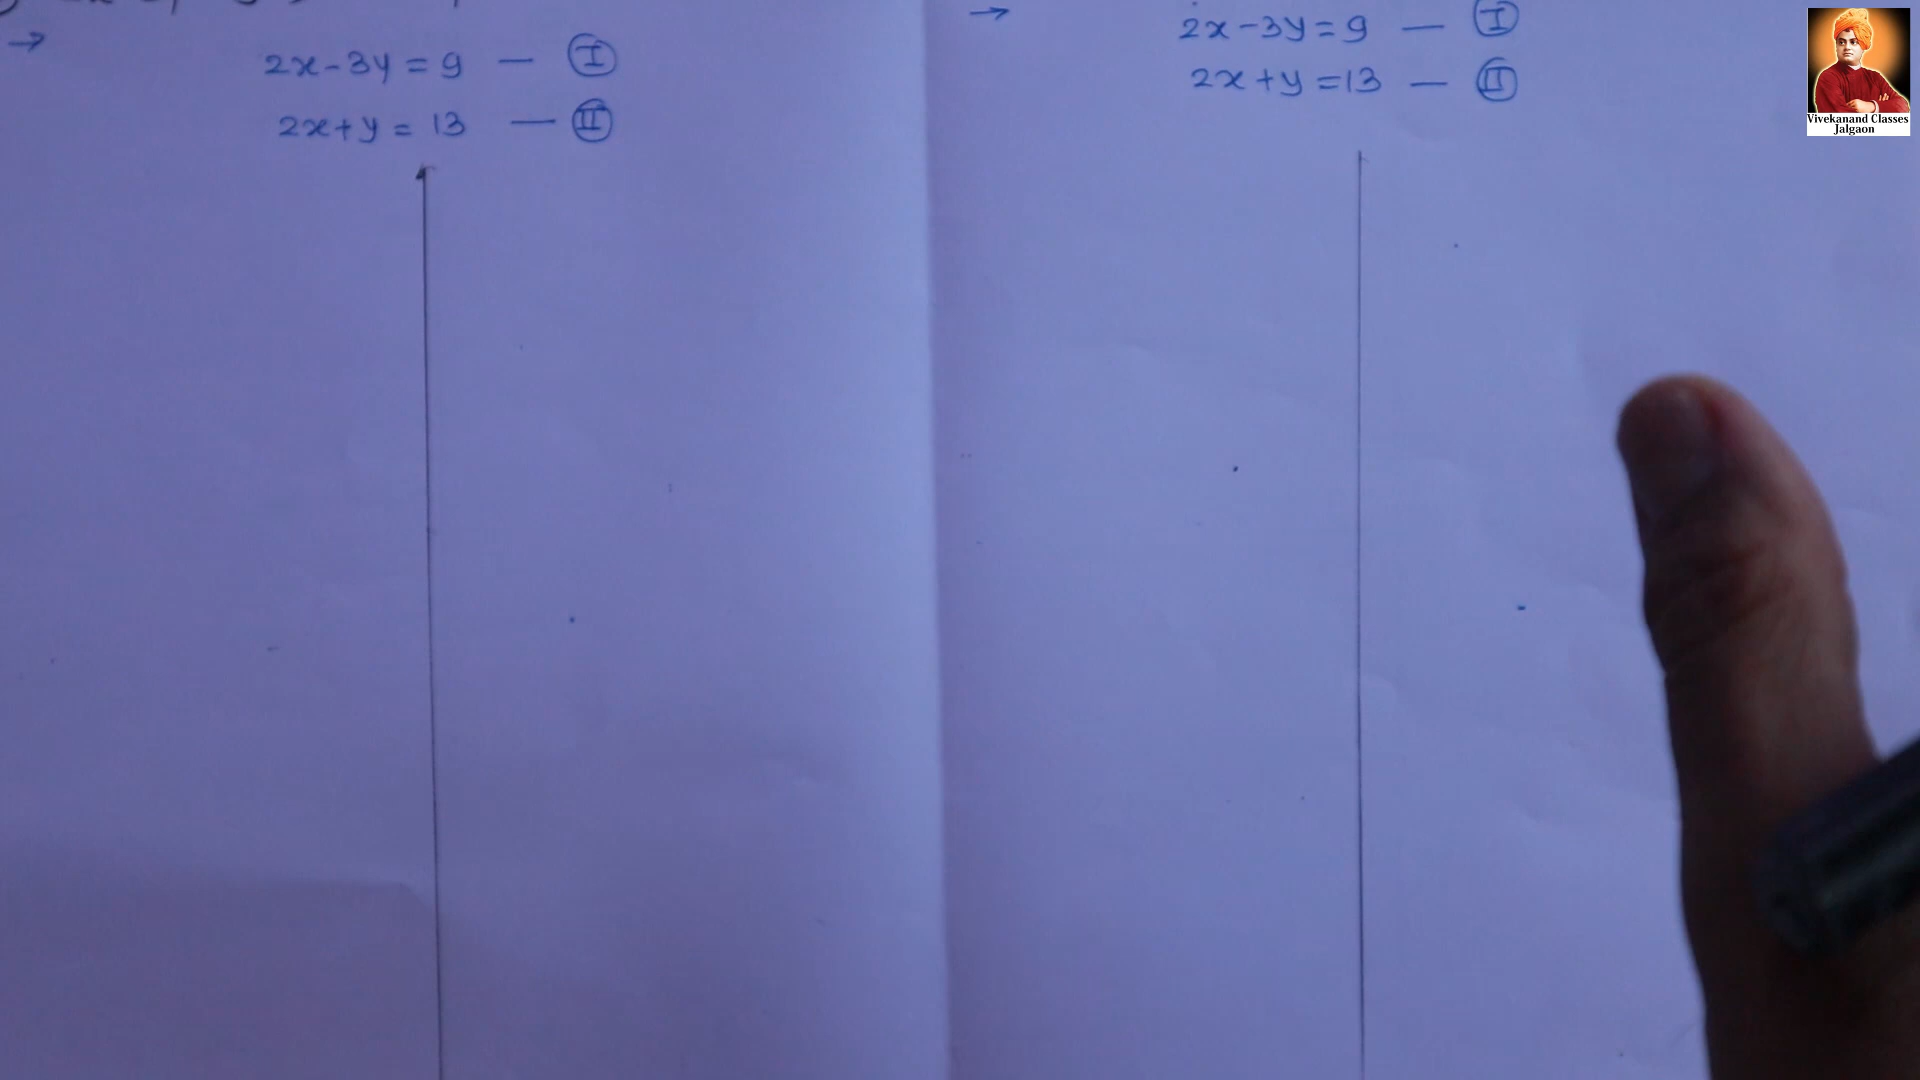 →
2x-3y = 9 — I
2x+y = 13 — II
→
2x-3y=9 — I
2x+y=13 — II
Vivekanand Classes
Jalgaon